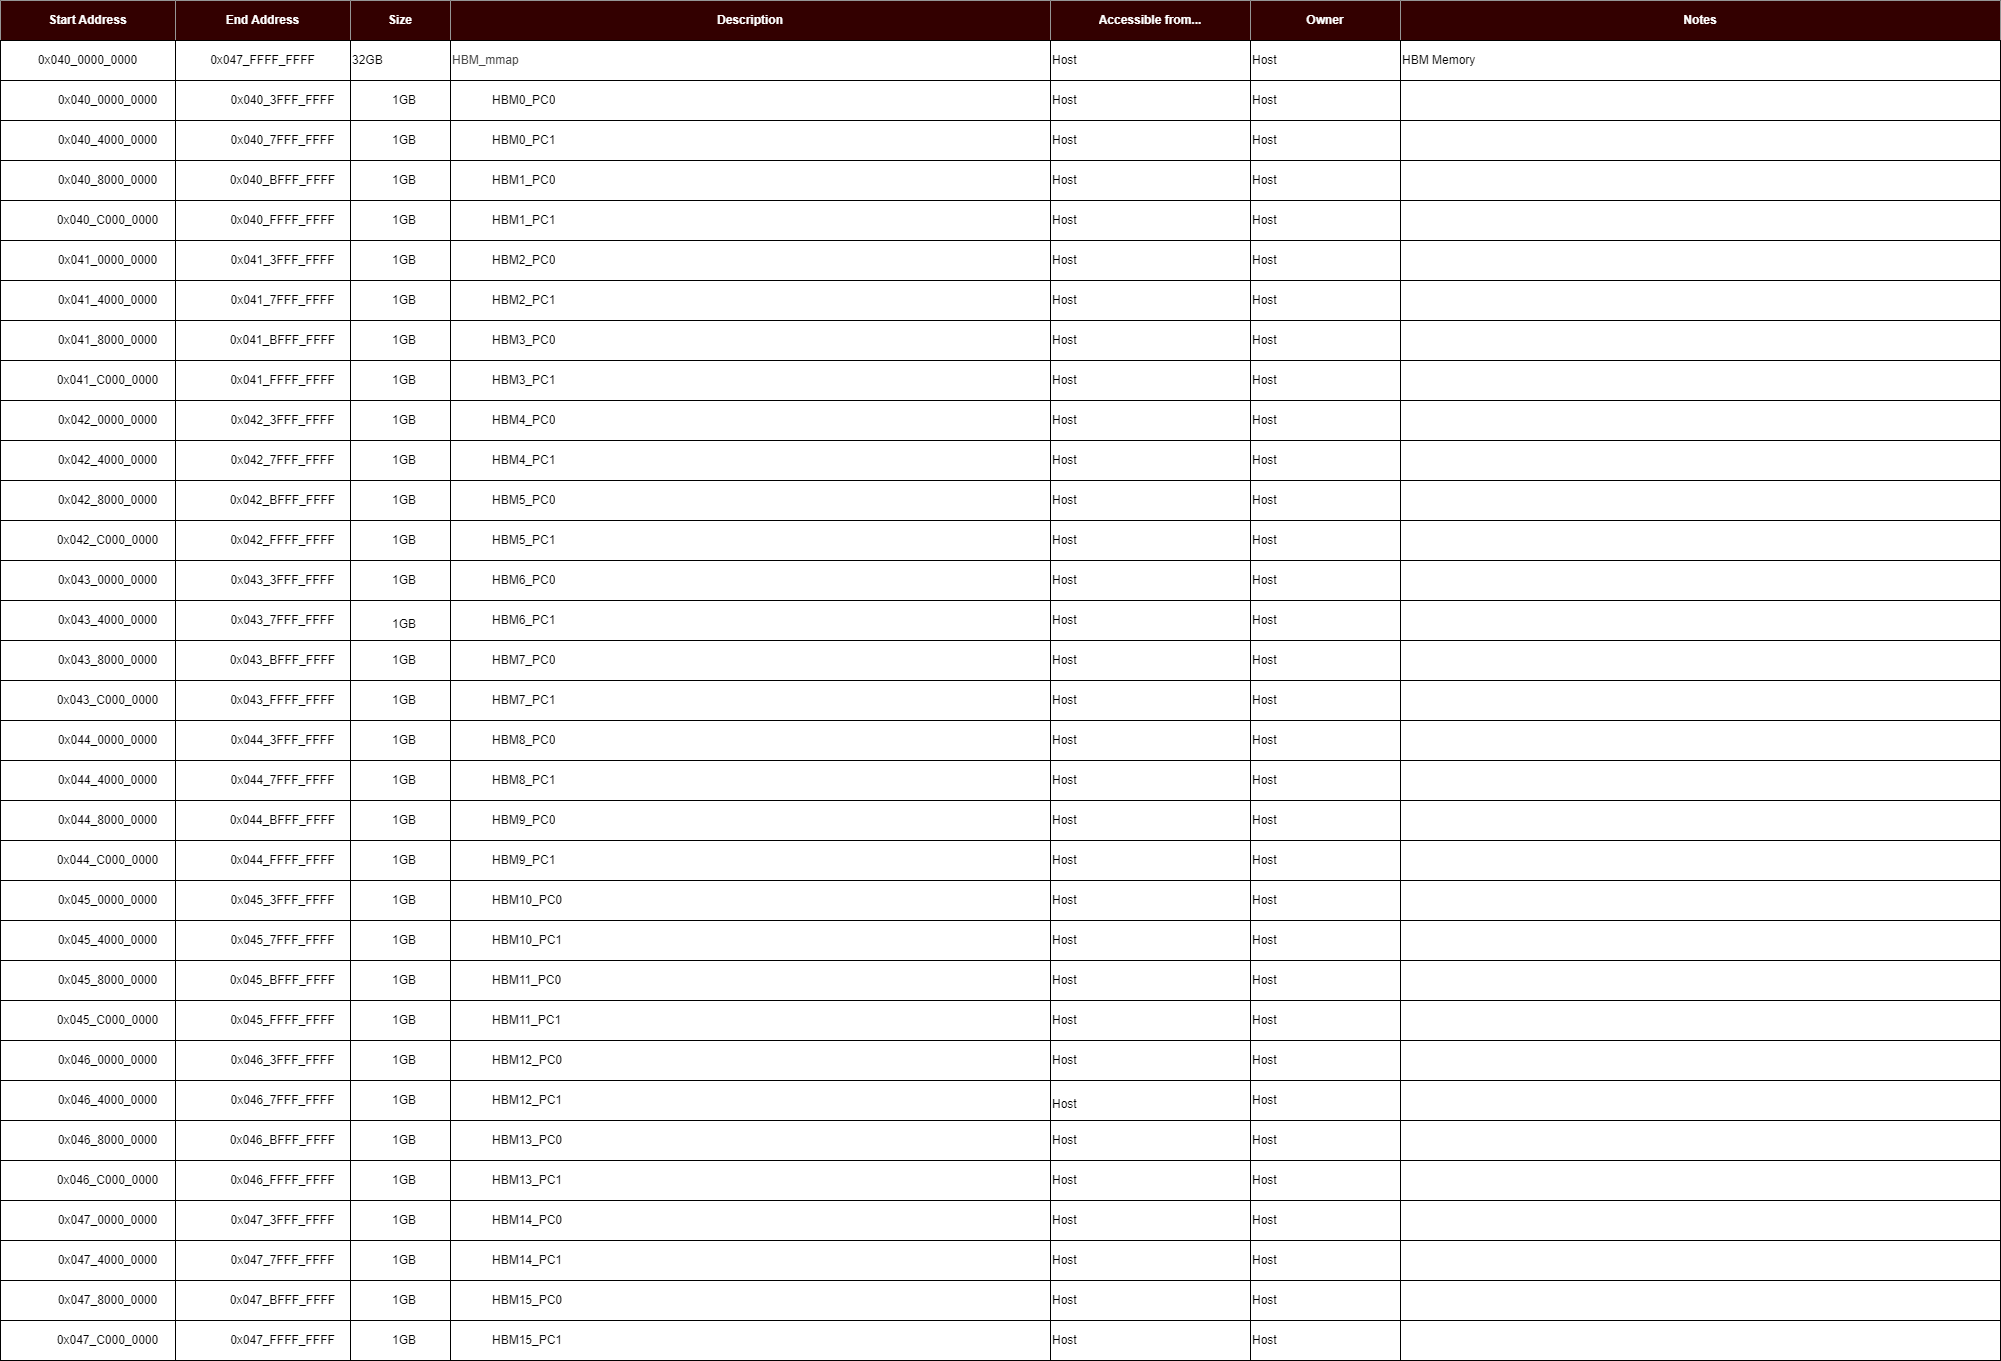 Start Address End Address Size Description Accessible from... Owner Notes
0x040_0000_0000 0x047_FFFF_FFFF 32GB HBM_mmap Host Host HBM Memory
0x040_0000_0000 0x040_3FFF_FFFF 1GB HBM0_PC0 Host Host
0x040_4000_0000 0x040_7FFF_FFFF 1GB HBM0_PC1 Host Host
0x040_8000_0000 0x040_BFFF_FFFF 1GB HBM1_PC0 Host Host
0x040_C000_0000 0x040_FFFF_FFFF 1GB HBM1_PC1 Host Host
0x041_0000_0000 0x041_3FFF_FFFF 1GB HBM2_PC0 Host Host
0x041_4000_0000 0x041_7FFF_FFFF 1GB HBM2_PC1 Host Host
0x041_8000_0000 0x041_BFFF_FFFF 1GB HBM3_PC0 Host Host
0x041_C000_0000 0x041_FFFF_FFFF 1GB HBM3_PC1 Host Host
0x042_0000_0000 0x042_3FFF_FFFF 1GB HBM4_PC0 Host Host
0x042_4000_0000 0x042_7FFF_FFFF 1GB HBM4_PC1 Host Host
0x042_8000_0000 0x042_BFFF_FFFF 1GB HBM5_PC0 Host Host
0x042_C000_0000 0x042_FFFF_FFFF 1GB HBM5_PC1 Host Host
0x043_0000_0000 0x043_3FFF_FFFF 1GB HBM6_PC0 Host Host
0x043_4000_0000 0x043_7FFF_FFFF 1GB HBM6_PC1 Host Host
0x043_8000_0000 0x043_BFFF_FFFF 1GB HBM7_PC0 Host Host
0x043_C000_0000 0x043_FFFF_FFFF 1GB HBM7_PC1 Host Host
0x044_0000_0000 0x044_3FFF_FFFF 1GB HBM8_PC0 Host Host
0x044_4000_0000 0x044_7FFF_FFFF 1GB HBM8_PC1 Host Host
0x044_8000_0000 0x044_BFFF_FFFF 1GB HBM9_PC0 Host Host
0x044_C000_0000 0x044_FFFF_FFFF 1GB HBM9_PC1 Host Host
0x045_0000_0000 0x045_3FFF_FFFF 1GB HBM10_PC0 Host Host
0x045_4000_0000 0x045_7FFF_FFFF 1GB HBM10_PC1 Host Host
0x045_8000_0000 0x045_BFFF_FFFF 1GB HBM11_PC0 Host Host
0x045_C000_0000 0x045_FFFF_FFFF 1GB HBM11_PC1 Host Host
0x046_0000_0000 0x046_3FFF_FFFF 1GB HBM12_PC0 Host Host
0x046_4000_0000 0x046_7FFF_FFFF 1GB HBM12_PC1 Host Host
0x046_8000_0000 0x046_BFFF_FFFF 1GB HBM13_PC0 Host Host
0x046_C000_0000 0x046_FFFF_FFFF 1GB HBM13_PC1 Host Host
0x047_0000_0000 0x047_3FFF_FFFF 1GB HBM14_PC0 Host Host
0x047_4000_0000 0x047_7FFF_FFFF 1GB HBM14_PC1 Host Host
0x047_8000_0000 0x047_BFFF_FFFF 1GB HBM15_PC0 Host Host
0x047_C000_0000 0x047_FFFF_FFFF 1GB HBM15_PC1 Host Host